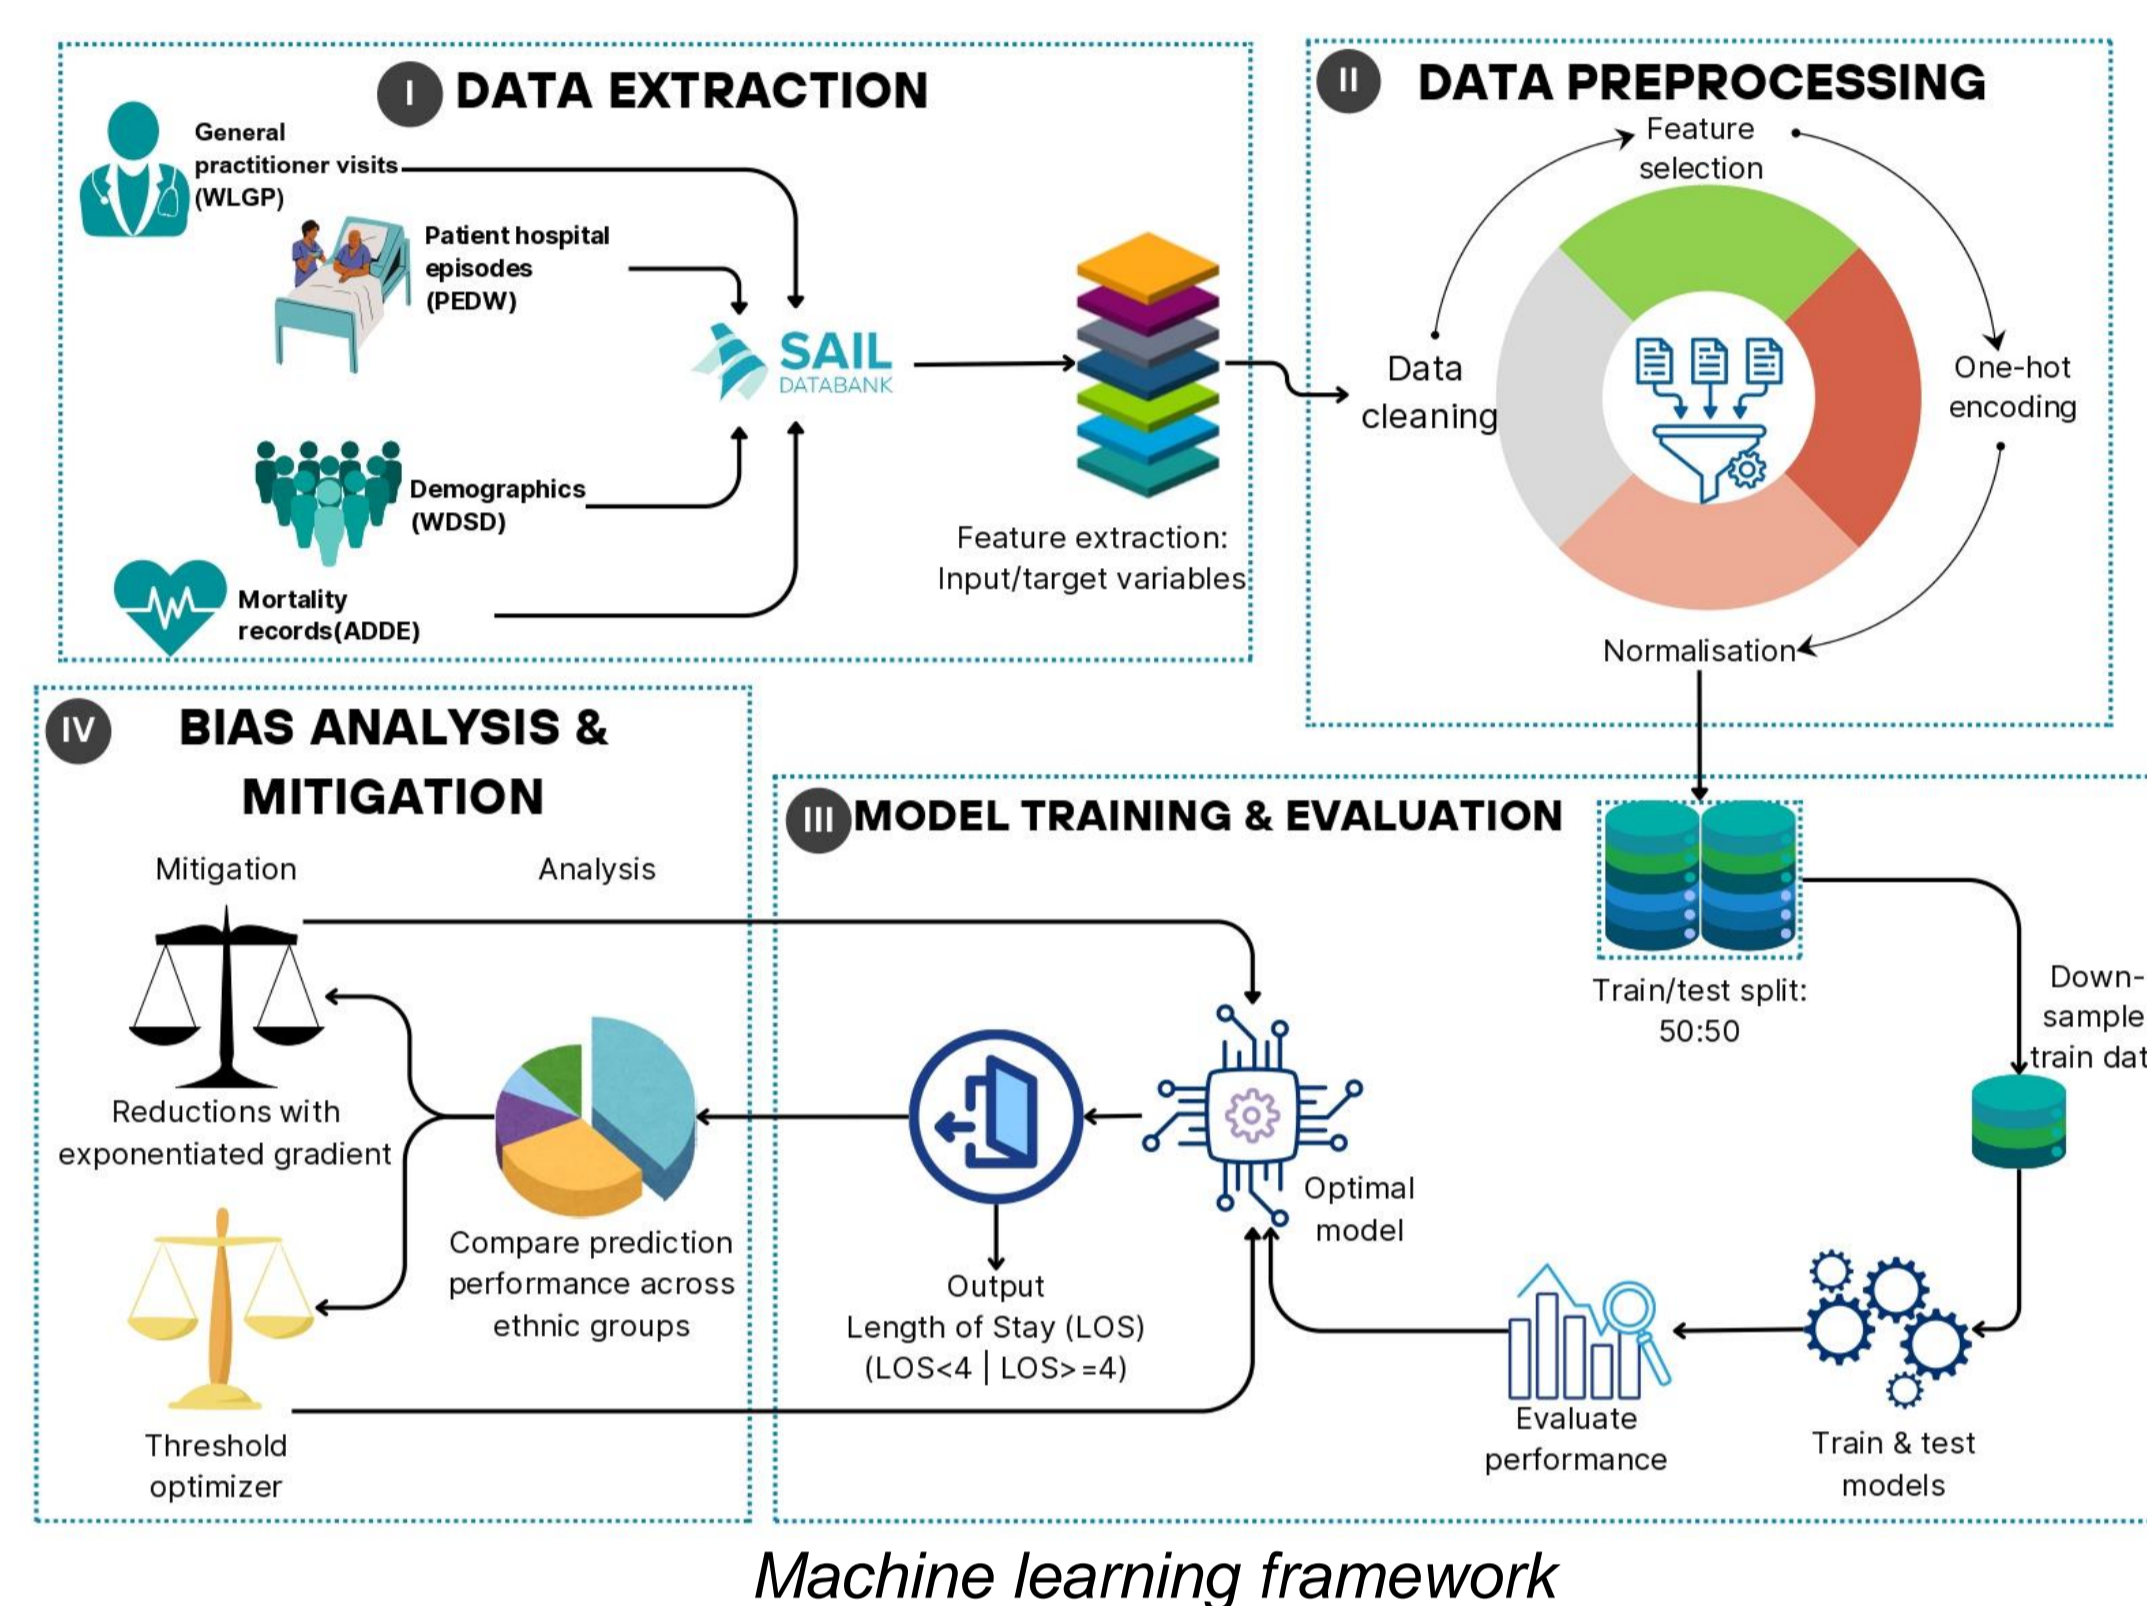 I DATA EXTRACTION
General
practitioner visits
(WLGP)
Patient hospital
episodes
(PEDW)
SAIL
DATABANK
Demographics
(WDSD)
Mortality
records(ADDE)
Feature extraction:
Input/target variables
II DATA PREPROCESSING
Feature
selection
Data
cleaning
One-hot
encoding
Normalisation
III MODEL TRAINING & EVALUATION
Train/test split:
50:50
Down-
sample
train dat
Train & test
models
Evaluate
performance
Optimal
model
Output
Length of Stay (LOS)
(LOS<4 | LOS>=4)
IV BIAS ANALYSIS &
MITIGATION
Mitigation
Analysis
Reductions with
exponentiated gradient
Compare prediction
performance across
ethnic groups
Threshold
optimizer
Machine learning framework